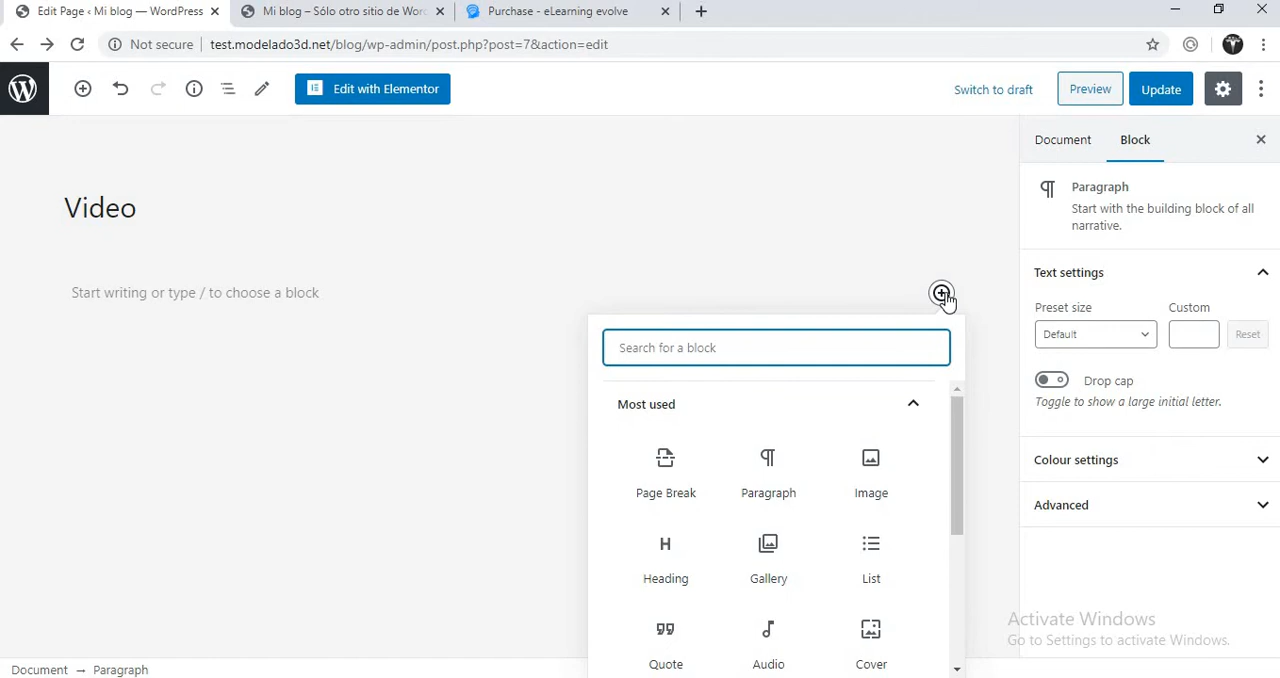 Edit Page ‹ Mi blog — WordPress
Mi blog – Sólo otro sitio de Wor
Purchase - eLearning evolve
Not secure
test.modelado3d.net/blog/wp-admin/post.php?post=7&action=edit
Edit with Elementor
Switch to draft
Preview
Update
Document
Block
Video
Paragraph
Start with the building block of all
narrative.
Start writing or type / to choose a block
Text settings
Preset size
Custom
Default
Reset
Search for a block
Drop cap
Toggle to show a large initial letter.
Most used
Page Break
Paragraph
Image
Colour settings
Advanced
H
Heading
Gallery
List
Quote
Audio
Cover
Activate Windows
Go to Settings to activate Windows.
Document → Paragraph